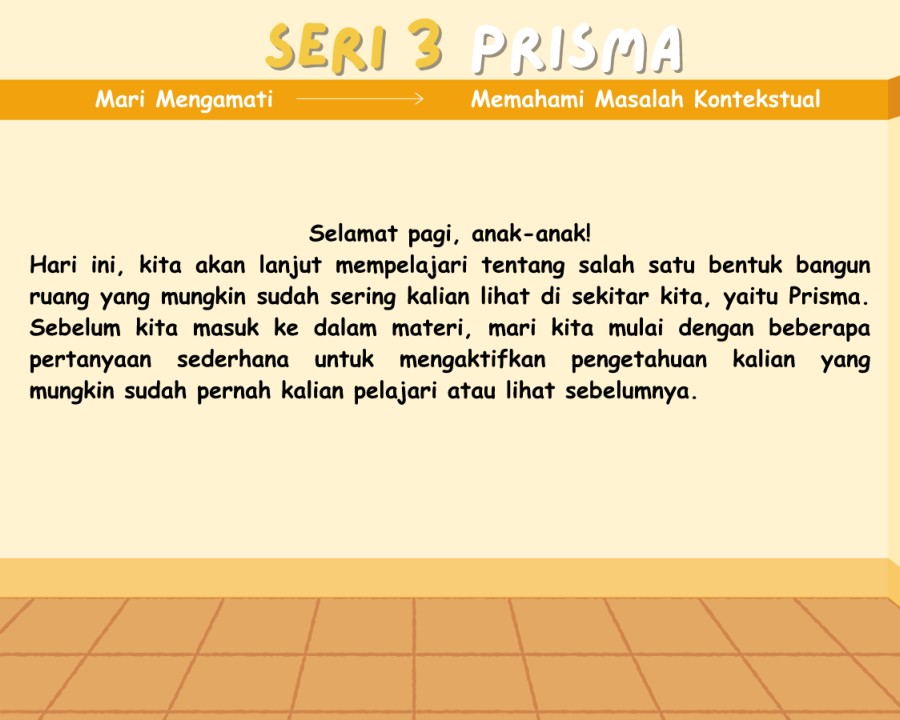 SERI 3 PRISMA
Mari Mengamati
Memahami Masalah Kontekstual
Selamat pagi, anak-anak!
Hari ini, kita akan lanjut mempelajari tentang salah satu bentuk bangun
ruang yang mungkin sudah sering kalian lihat di sekitar kita, yaitu Prisma.
Sebelum kita masuk ke dalam materi, mari kita mulai dengan beberapa
pertanyaan sederhana untuk mengaktifkan pengetahuan kalian yang
mungkin sudah pernah kalian pelajari atau lihat sebelumnya.